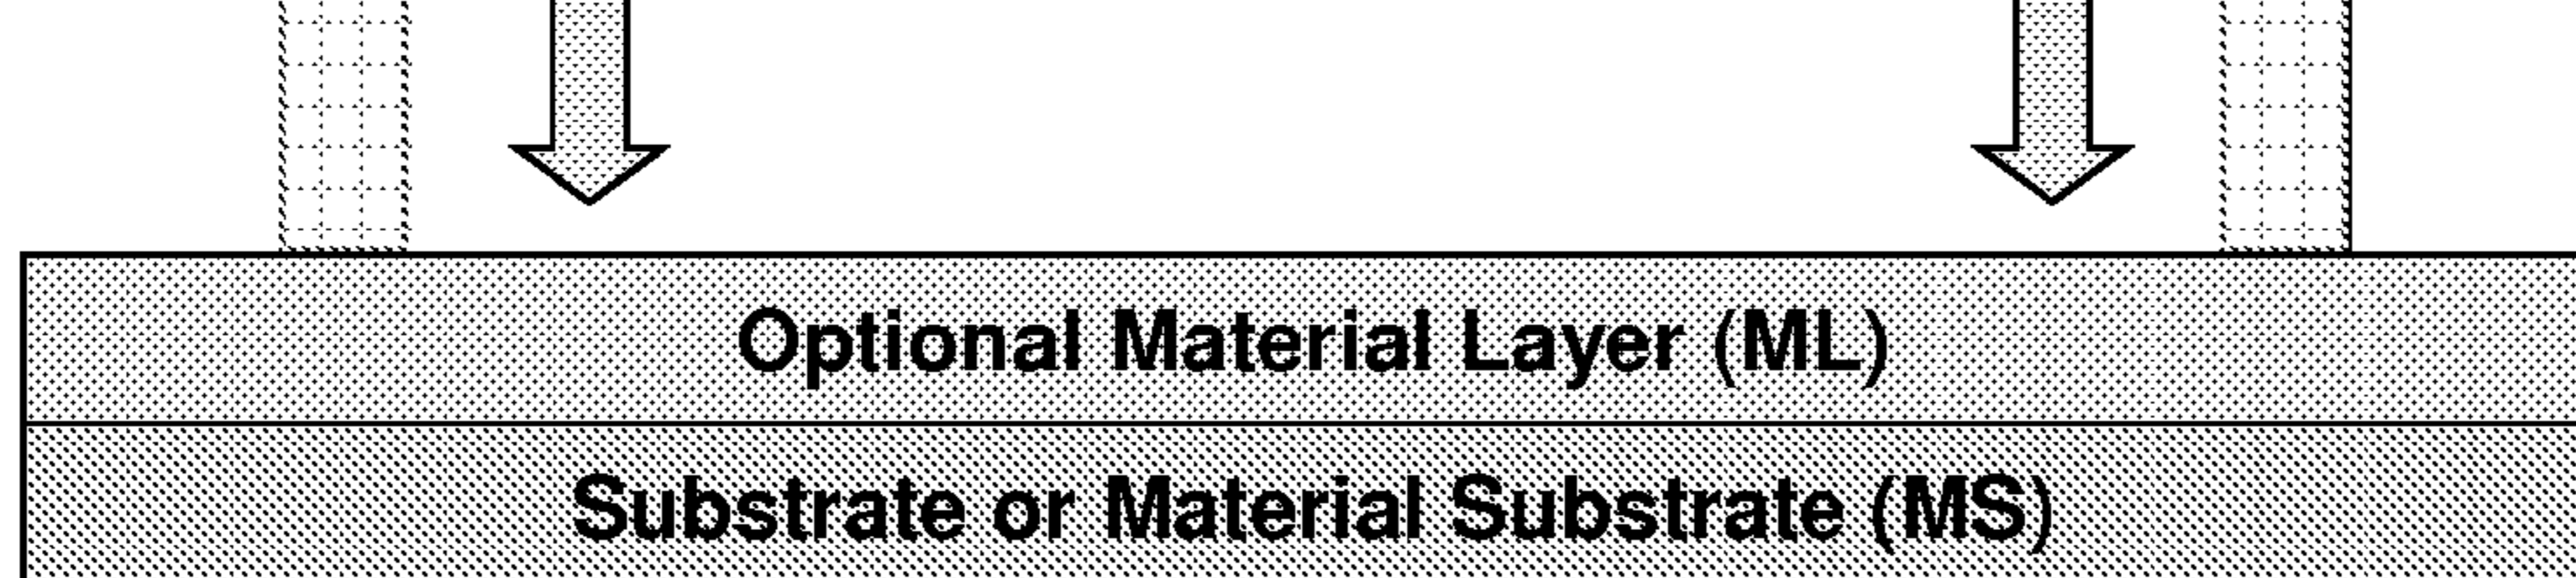 Optional Material Layer (ML)
Substrate or Material Substrate (MS)